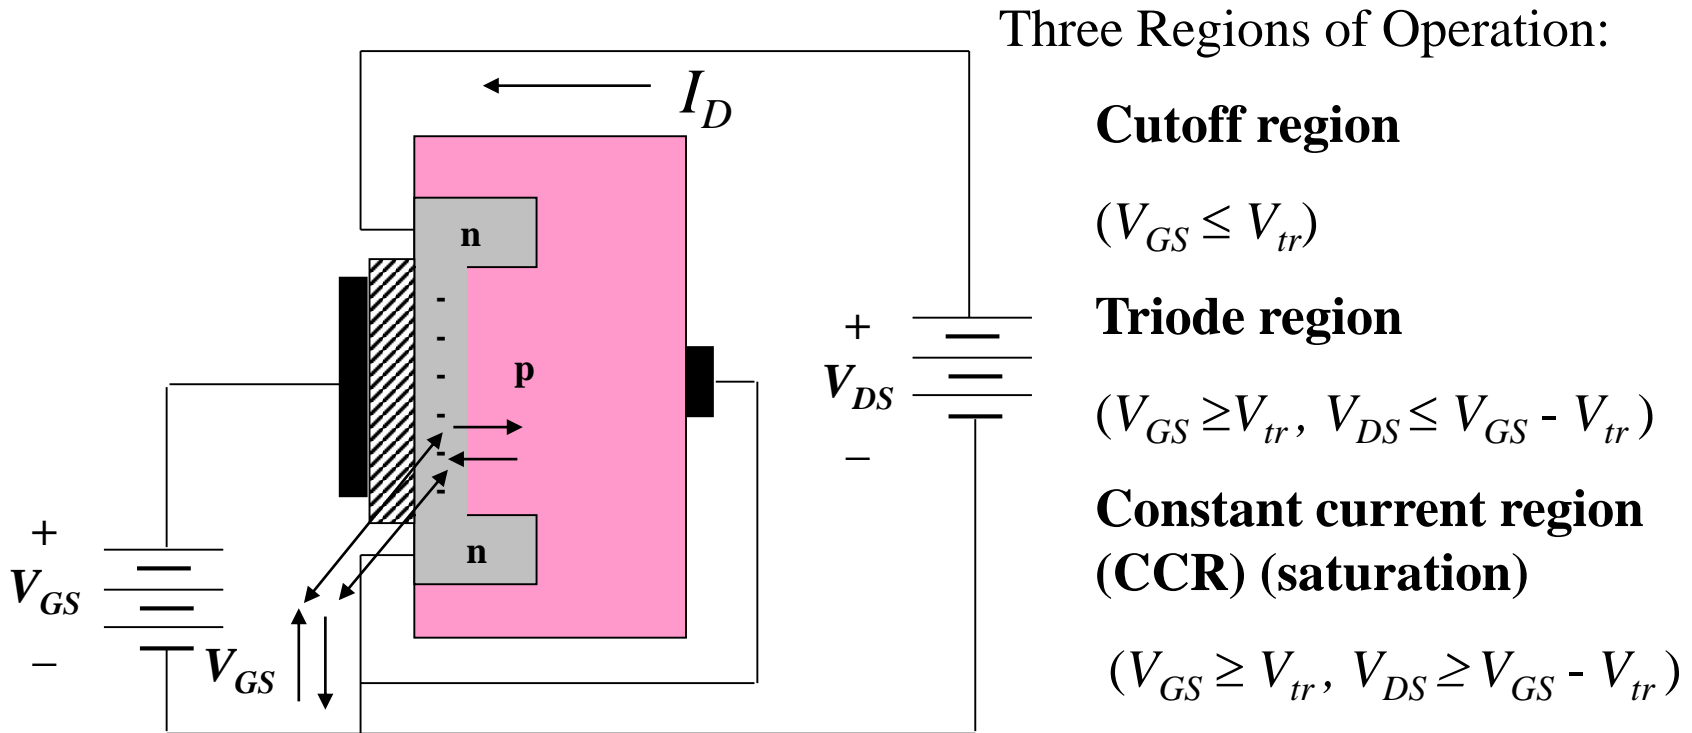 Three Regions of Operation:
I_D
Cutoff region
n
(V_GS ≤ V_tr)
-
-
-
-
-
-
p
+
V_DS
–
Triode region
(V_GS ≥V_tr , V_DS ≤ V_GS - V_tr )
Constant current region
(CCR) (saturation)
n
+
V_GS
–
V_GS
(V_GS ≥ V_tr , V_DS ≥ V_GS - V_tr )